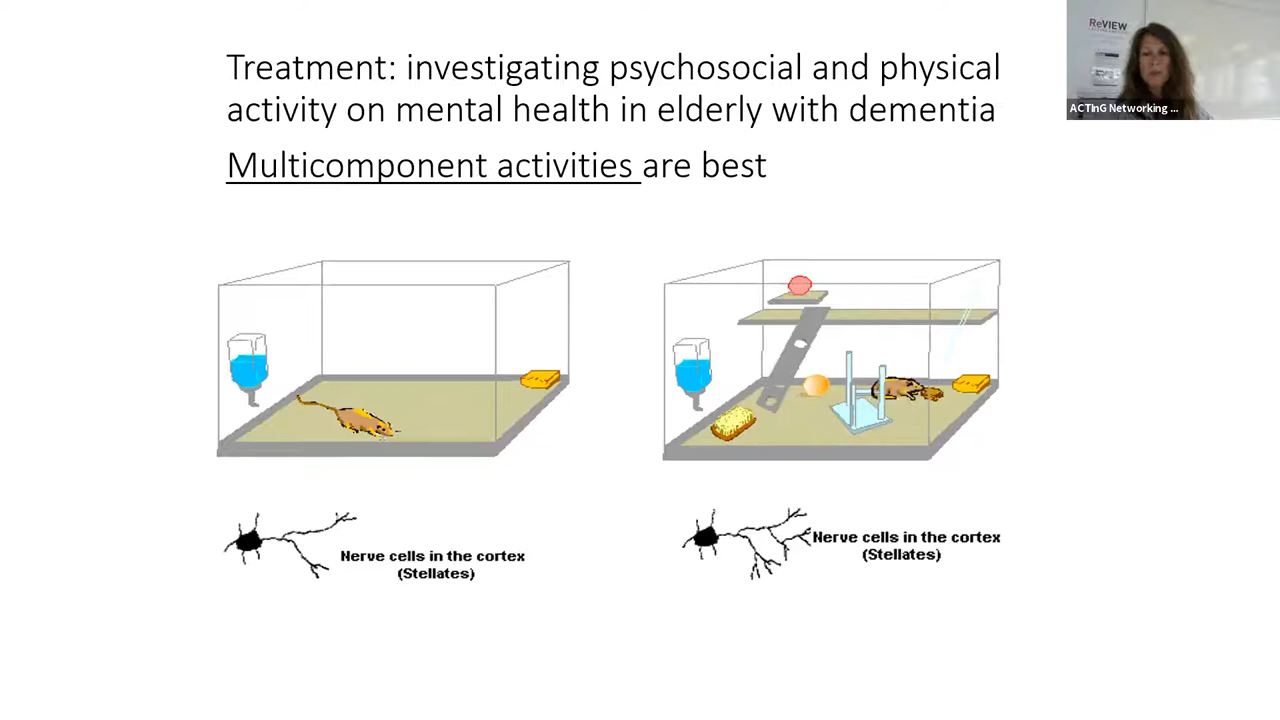 Treatment: investigating psychosocial and physical
activity on mental health in elderly with dementia
Multicomponent activities are best
ReVIEW
ACTInG Networking ...
Nerve cells in the cortex
(Stellates)
Nerve cells in the cortex
(Stellates)